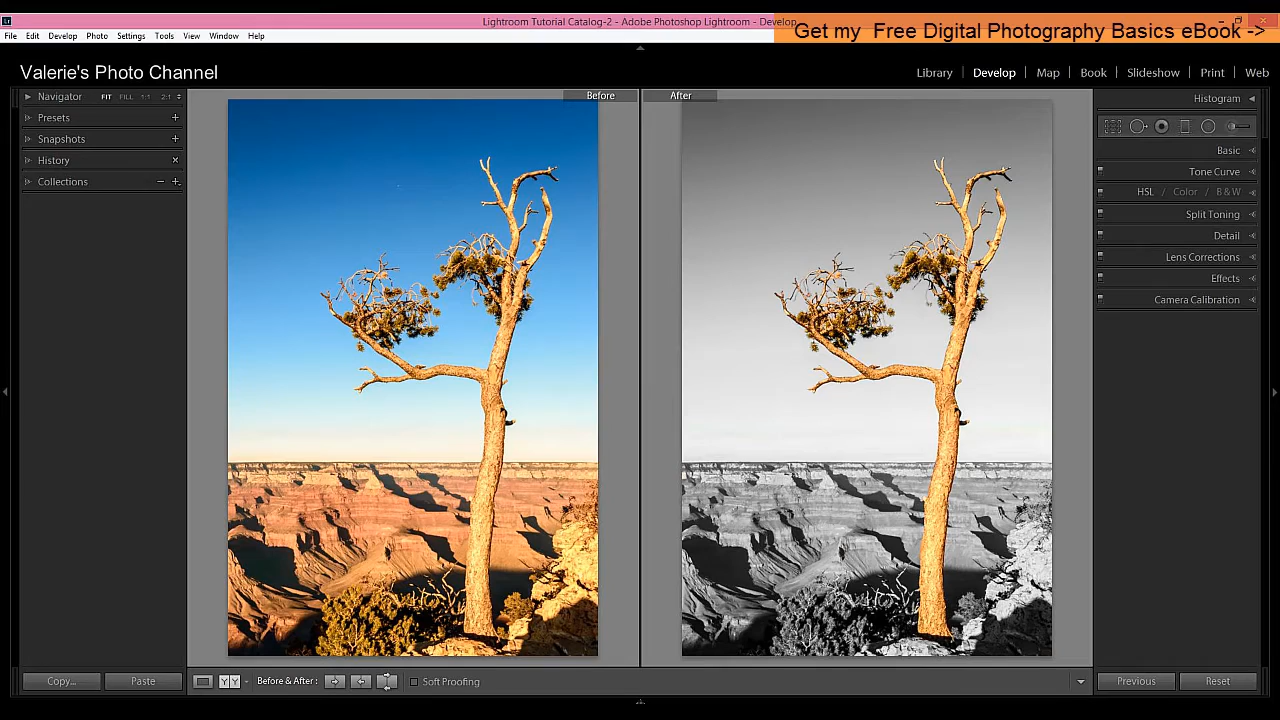 Lightroom Tutorial Catalog-2 - Adobe Photoshop Lightroom - Develop
File Edit Develop Photo Settings Tools View Window Help
Get my Free Digital Photography Basics eBook ->
Valerie's Photo Channel
Library | Develop | Map | Book | Slideshow | Print | Web
Navigator FIT FILL 1:1 2:1
Presets
Snapshots
History
Collections
Before
After
Histogram
Basic
Tone Curve
HSL / Color / B & W
Split Toning
Detail
Lens Corrections
Effects
Camera Calibration
Copy... Paste
Y Y Before & After : Soft Proofing
Previous Reset